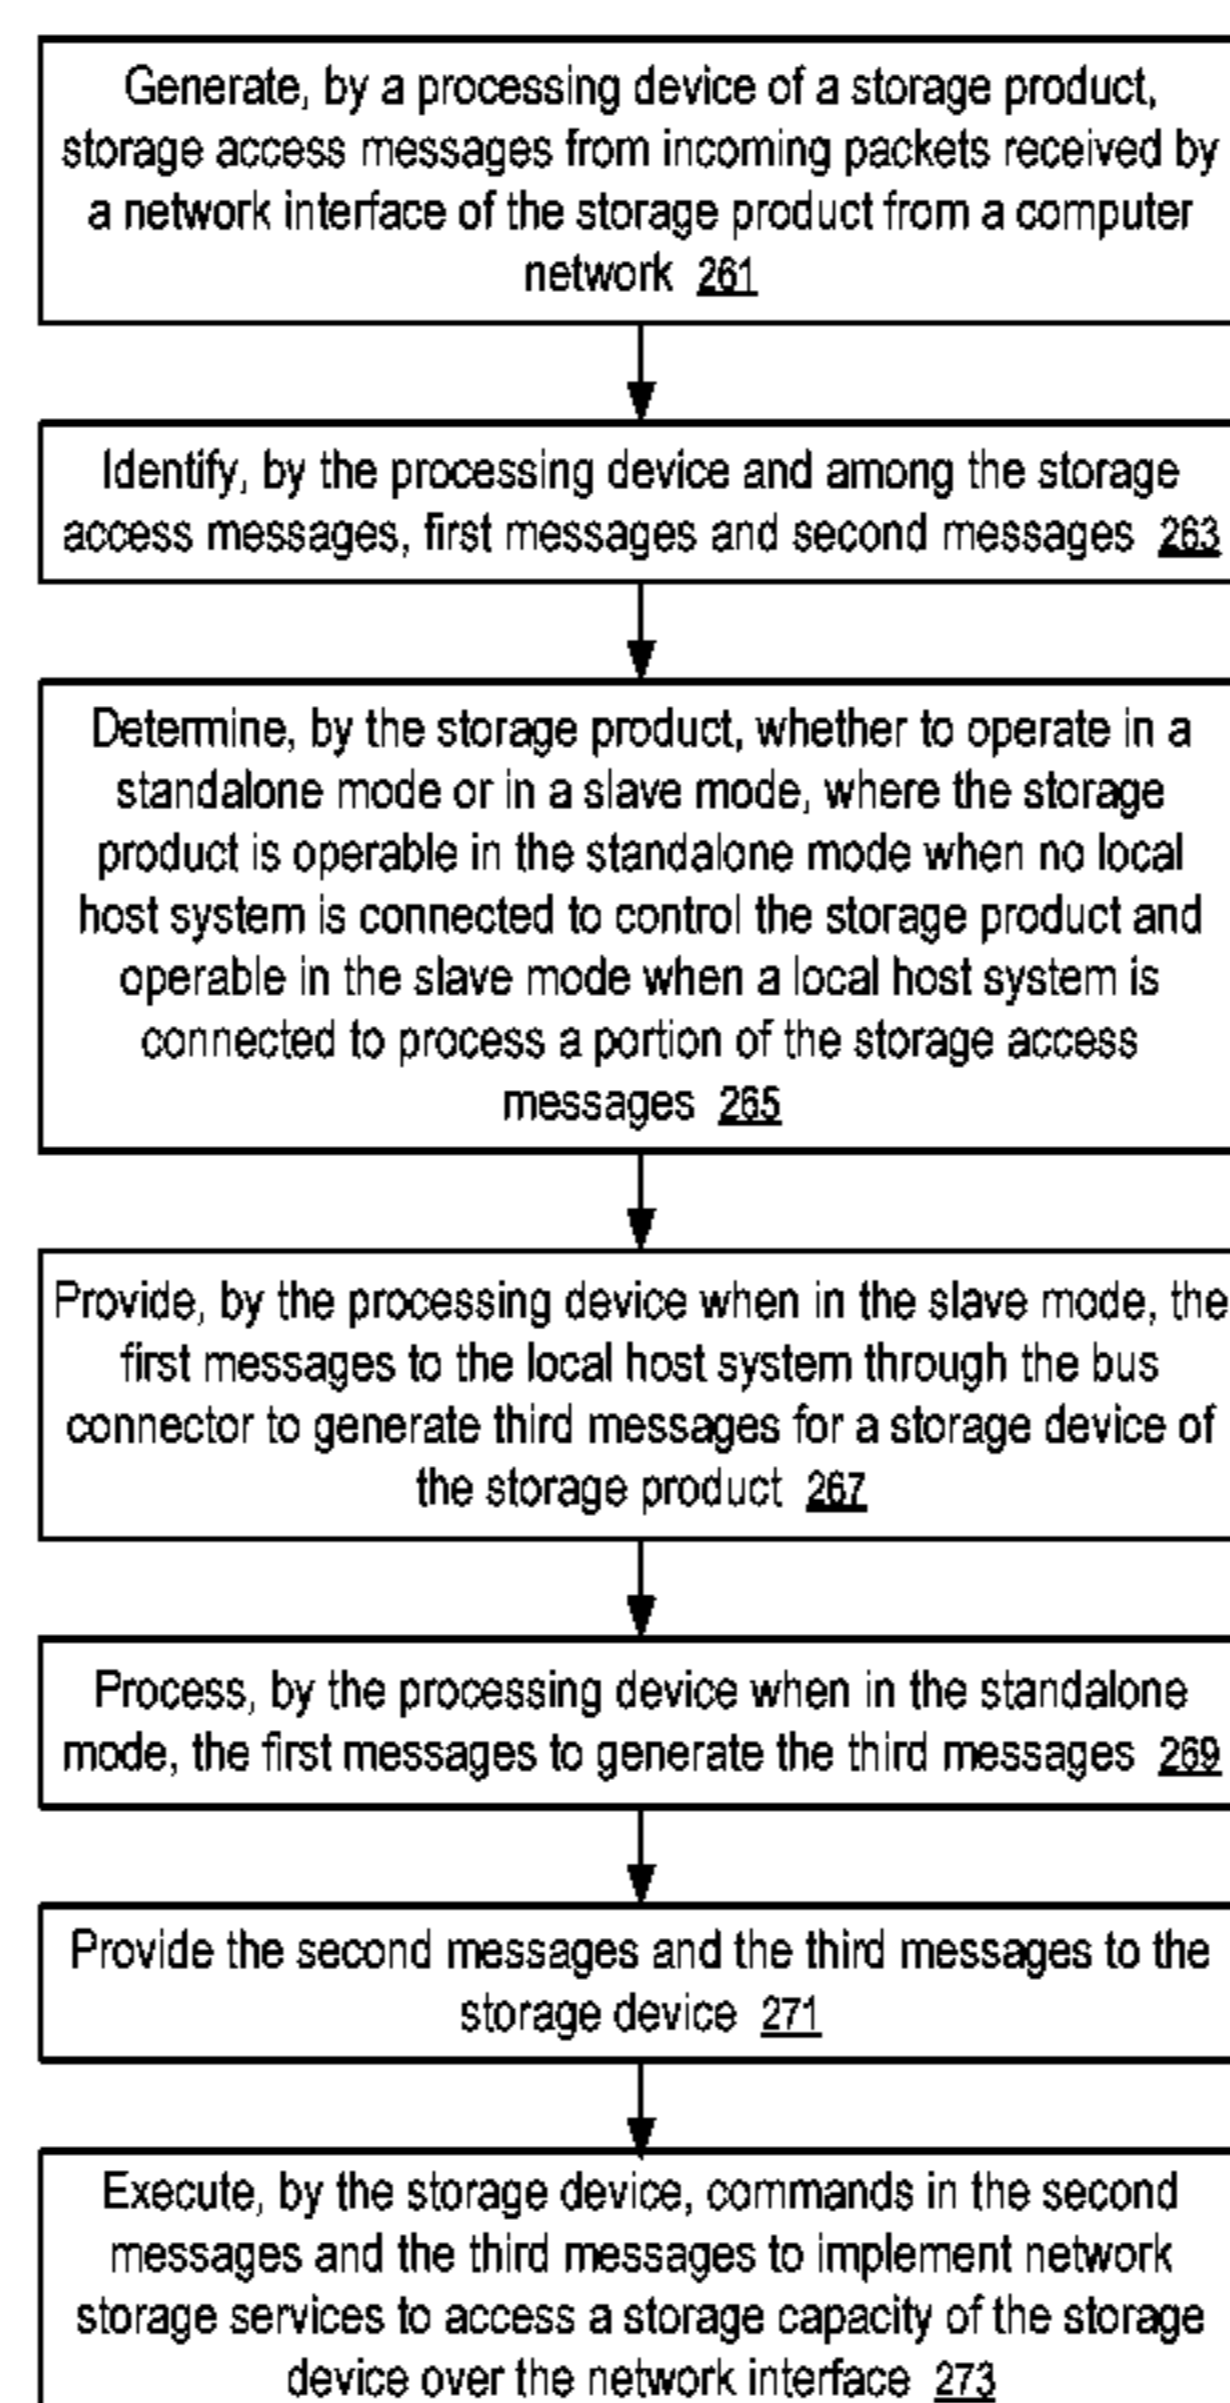 Generate, by a processing device of a storage product,
storage access messages from incoming packets received by
a network interface of the storage product from a computer
network 261
Identify, by the processing device and among the storage
access messages, first messages and second messages 263
Determine, by the storage product, whether to operate in a
standalone mode or in a slave mode, where the storage
product is operable in the standalone mode when no local
host system is connected to control the storage product and
operable in the slave mode when a local host system is
connected to process a portion of the storage access
messages 265
Provide, by the processing device when in the slave mode, the
first messages to the local host system through the bus
connector to generate third messages for a storage device of
the storage product 267
Process, by the processing device when in the standalone
mode, the first messages to generate the third messages 269
Provide the second messages and the third messages to the
storage device 271
Execute, by the storage device, commands in the second
messages and the third messages to implement network
storage services to access a storage capacity of the storage
device over the network interface 273